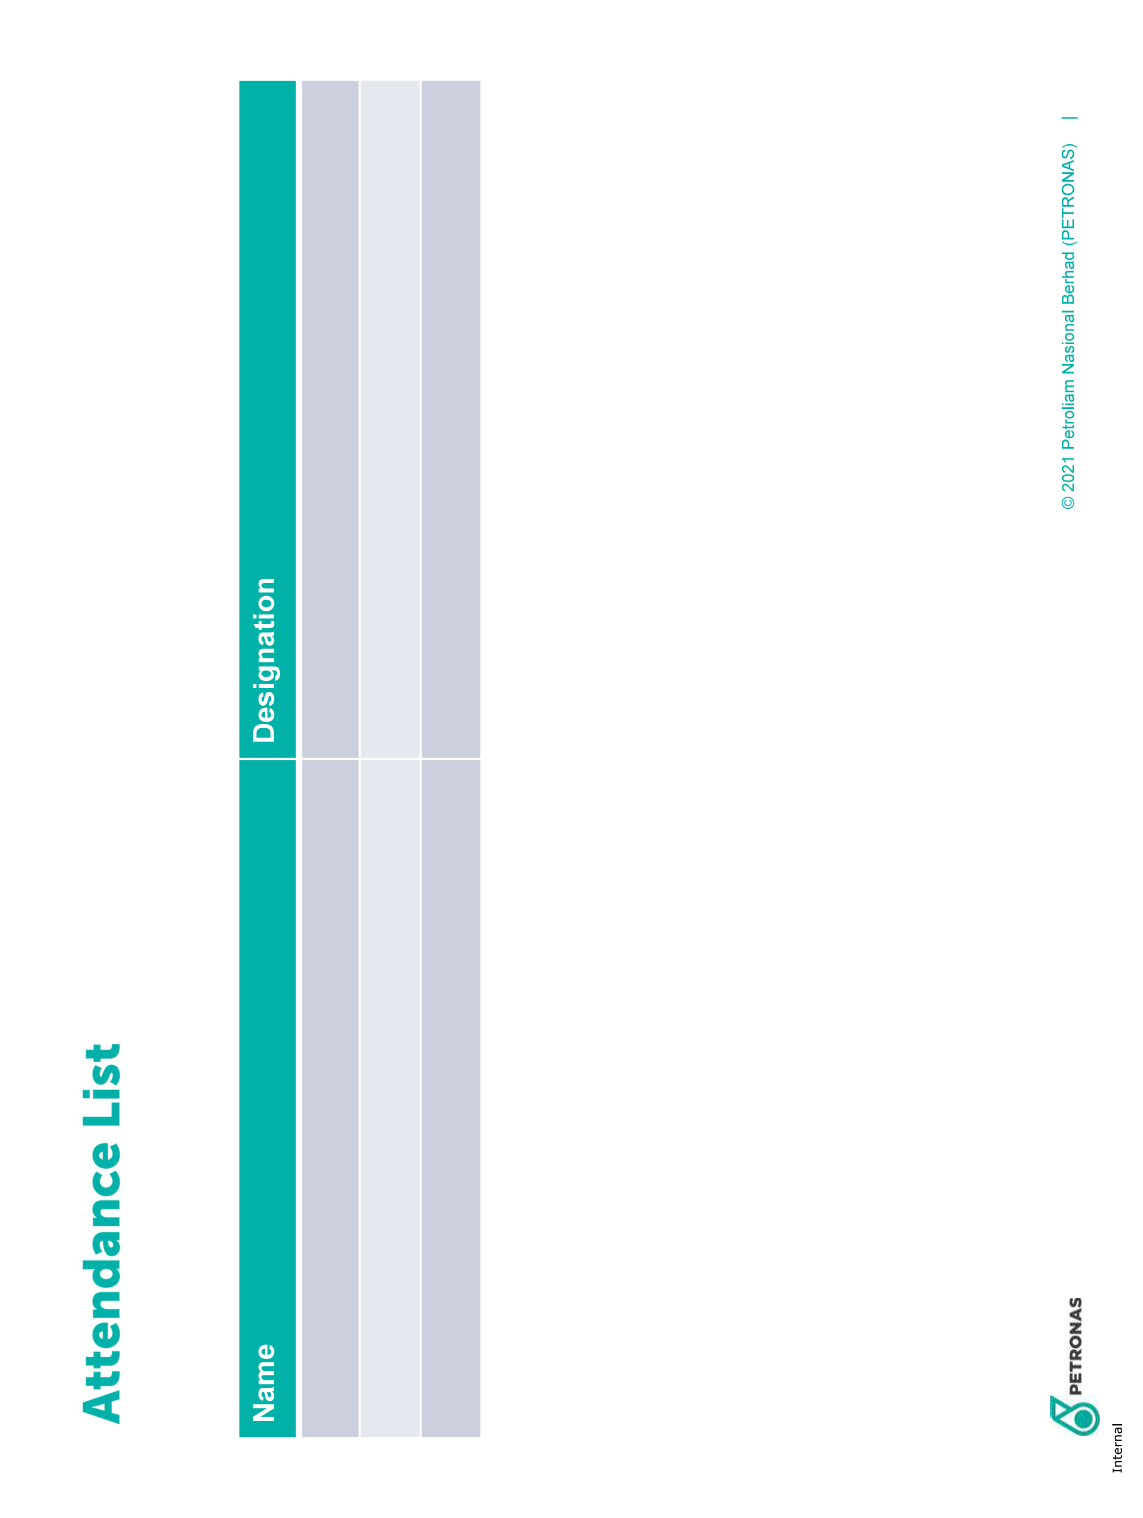 Attendance List
Name Designation
PETRONAS
© 2021 Petroliam Nasional Berhad (PETRONAS) |
Internal